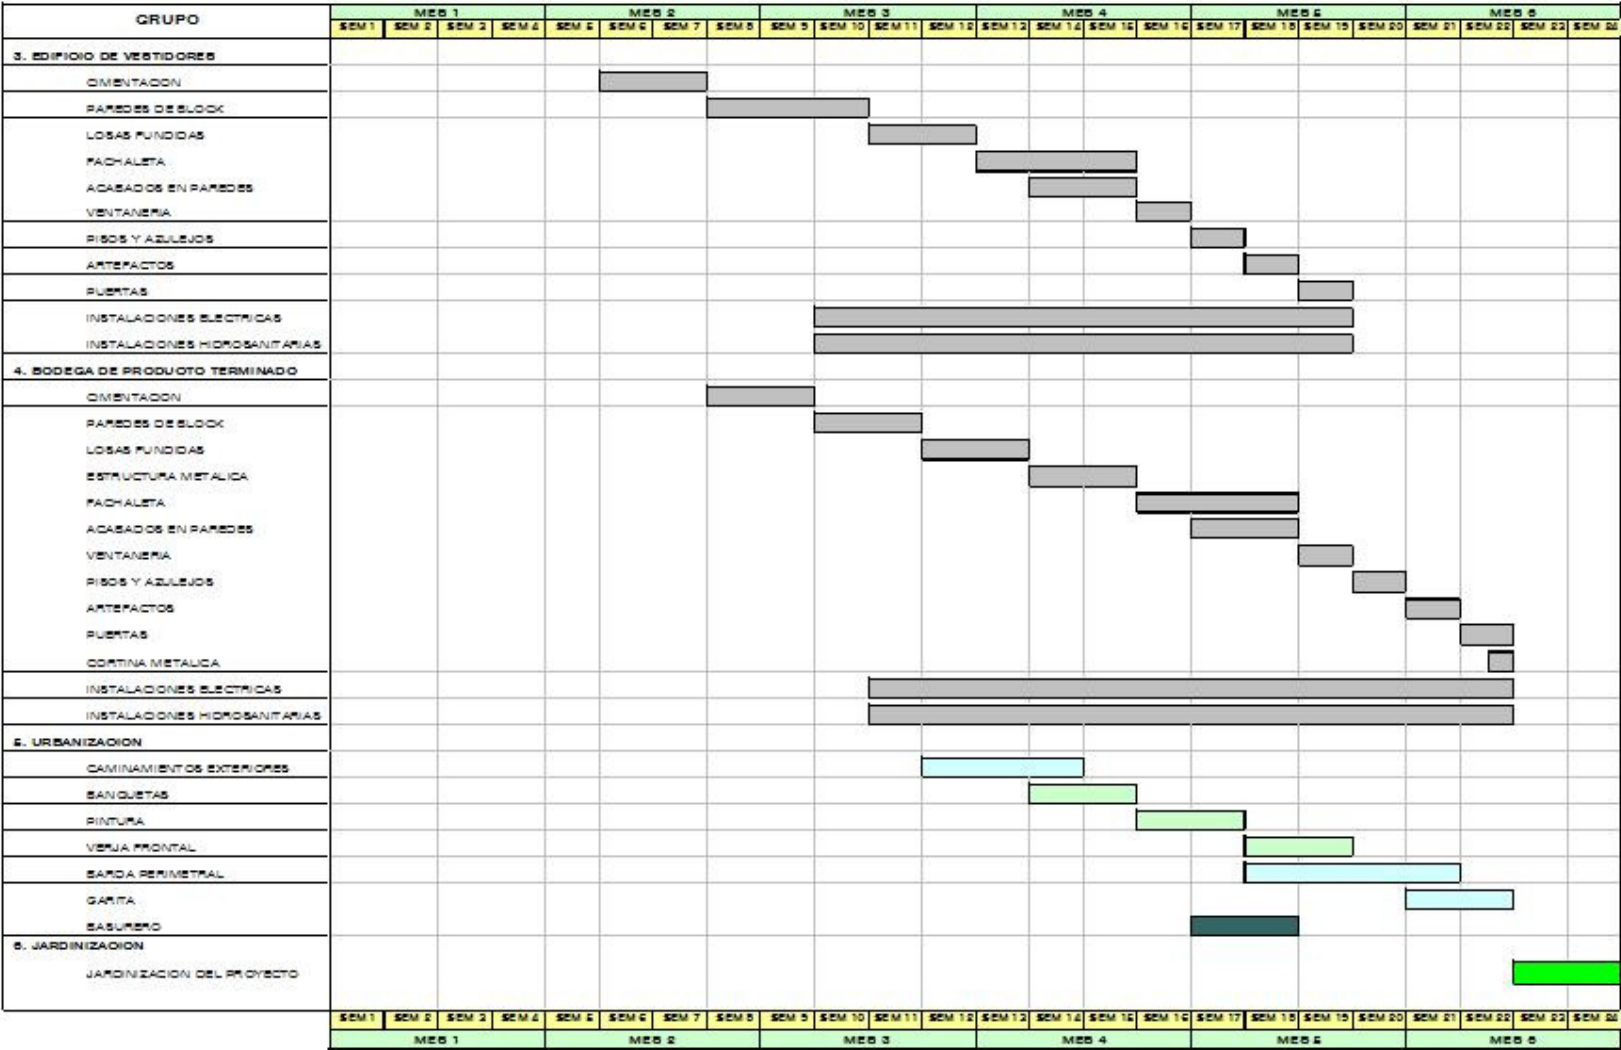 GRUPO
MES 1 MES 2 MES 3 MES 4 MES 5 MES 6
SEM 1 SEM 2 SEM 3 SEM 4 SEM 5 SEM 6 SEM 7 SEM 8 SEM 9 SEM 10 SEM 11 SEM 12 SEM 13 SEM 14 SEM 15 SEM 16 SEM 17 SEM 18 SEM 19 SEM 20 SEM 21 SEM 22 SEM 23 SEM 24
3. EDIFICIO DE VESTIDORES
CIMENTACION
PAREDES DE BLOCK
LOSAS FUNDIDAS
FACHALETA
ACABADOS EN PAREDES
VENTANERIA
PISOS Y AZULEJOS
ARTEFACTOS
PUERTAS
INSTALACIONES ELECTRICAS
INSTALACIONES HIDROSANITARIAS
4. BODEGA DE PRODUCTO TERMINADO
CIMENTACION
PAREDES DE BLOCK
LOSAS FUNDIDAS
ESTRUCTURA METALICA
FACHALETA
ACABADOS EN PAREDES
VENTANERIA
PISOS Y AZULEJOS
ARTEFACTOS
PUERTAS
CORTINA METALICA
INSTALACIONES ELECTRICAS
INSTALACIONES HIDROSANITARIAS
5. URBANIZACION
CAMINAMIENTOS EXTERIORES
BANQUETAS
PINTURA
VERJA FRONTAL
BARDA PERIMETRAL
GARITA
BASURERO
6. JARDINIZACION
JARDINIZACION DEL PROYECTO
SEM 1 SEM 2 SEM 3 SEM 4 SEM 5 SEM 6 SEM 7 SEM 8 SEM 9 SEM 10 SEM 11 SEM 12 SEM 13 SEM 14 SEM 15 SEM 16 SEM 17 SEM 18 SEM 19 SEM 20 SEM 21 SEM 22 SEM 23 SEM 24
MES 1 MES 2 MES 3 MES 4 MES 5 MES 6